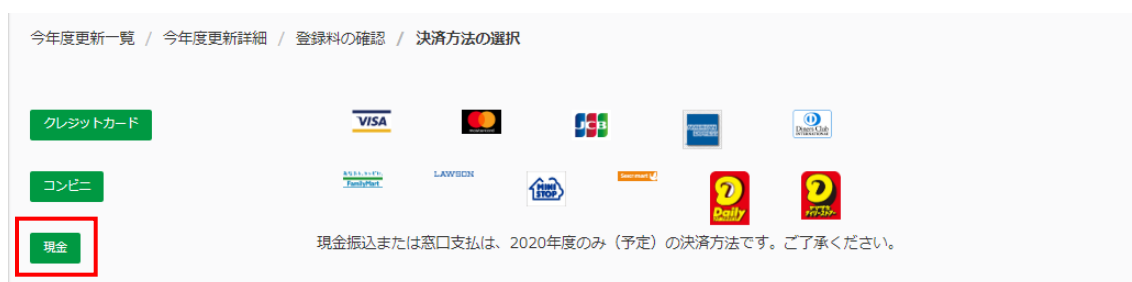 今年度更新一覧 / 今年度更新詳細 / 登録料の確認 / 決済方法の選択
クレジットカード VISA JCB Diners Club INTERNATIONAL
コンビニ FamilyMart LAWSON MINI STOP Seicomart Daily
現金 現金振込または窓口支払は、2020年度のみ(予定)の決済方法です。ご了承ください。